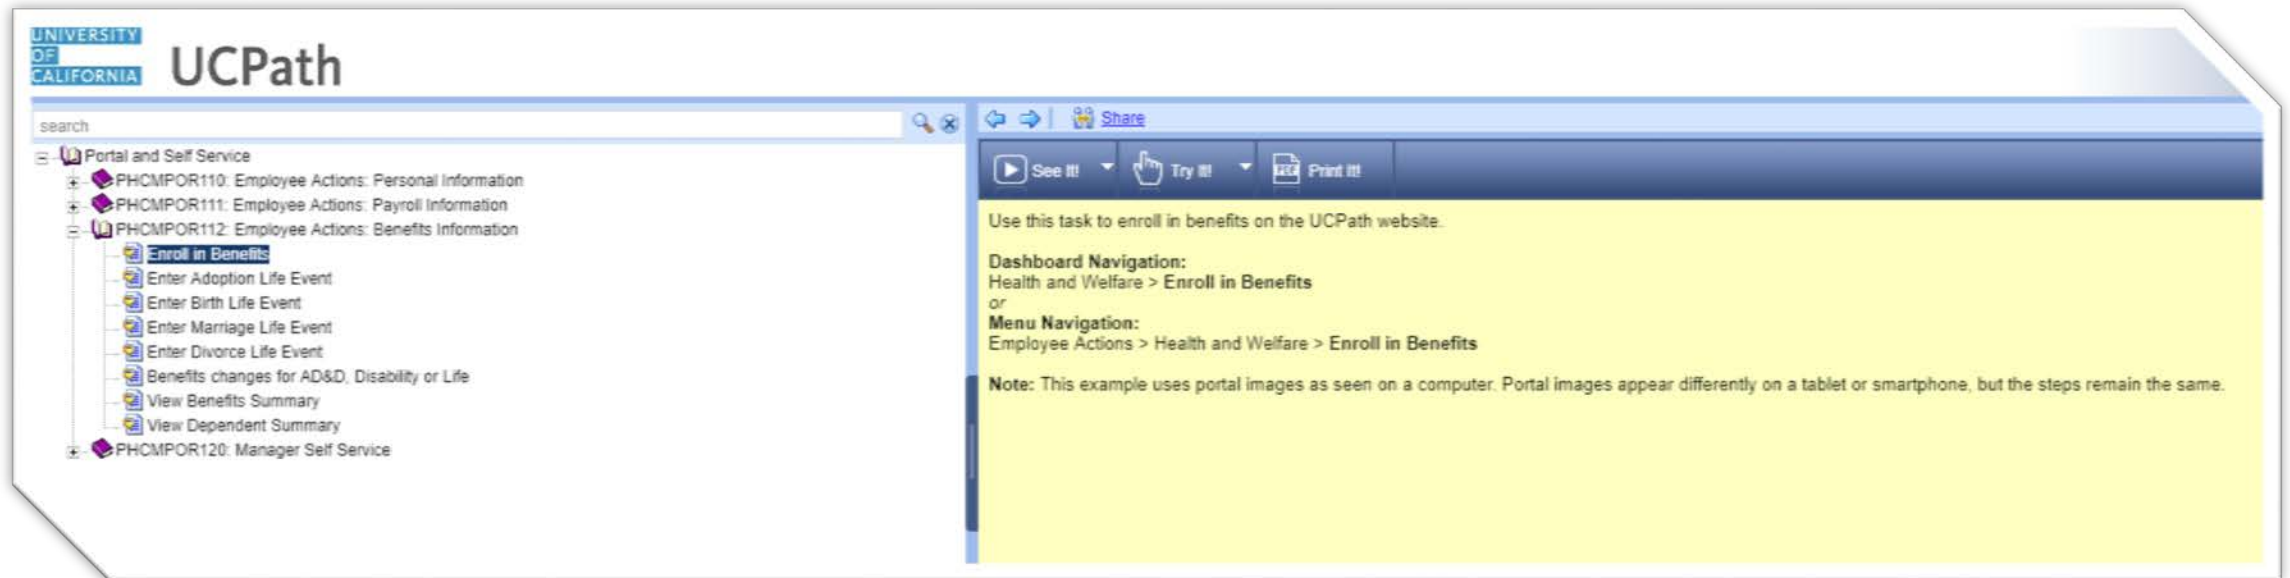 UNIVERSITY
OF
CALIFORNIA
UCPath
search
Share
Portal and Self Service
PHCMPOR110: Employee Actions: Personal Information
PHCMPOR111: Employee Actions: Payroll Information
PHCMPOR112: Employee Actions: Benefits Information
Enroll in Benefits
Enter Adoption Life Event
Enter Birth Life Event
Enter Marriage Life Event
Enter Divorce Life Event
Benefits changes for AD&D, Disability or Life
View Benefits Summary
View Dependent Summary
PHCMPOR120: Manager Self Service
See It!
Try It!
PDF
Print It!
Use this task to enroll in benefits on the UCPath website.
Dashboard Navigation:
Health and Welfare > Enroll in Benefits
or
Menu Navigation:
Employee Actions > Health and Welfare > Enroll in Benefits
Note: This example uses portal images as seen on a computer. Portal images appear differently on a tablet or smartphone, but the steps remain the same.